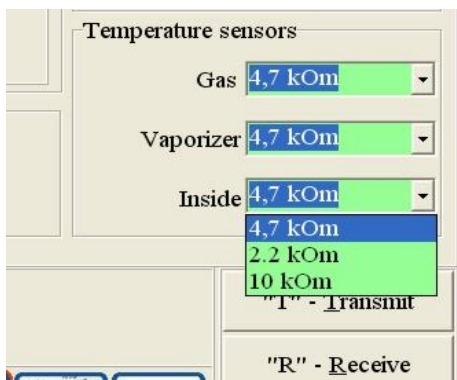 Temperature sensors
Gas 4,7 kOm
Vaporizer 4,7 kOm
Inside 4,7 kOm
4,7 kOm
2.2 kOm
10 kOm
"T" - Transmit
"R" - Receive